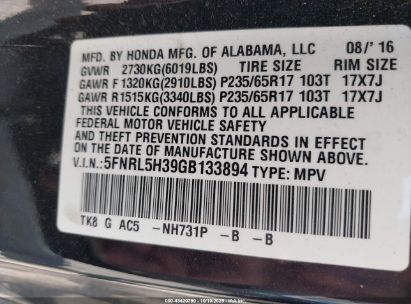 MFD. BY HONDA MFG. OF ALABAMA, LLC 08/'16
GVWR 2730KG(6019LBS) TIRE SIZE RIM SIZE
GAWR F 1320KG(2910LBS) P235/65R17 103T 17X7J
GAWR R1515KG(3340LBS) P235/65R17 103T 17X7J
THIS VEHICLE CONFORMS TO ALL APPLICABLE
FEDERAL MOTOR VEHICLE SAFETY AND
THEFT PREVENTION STANDARDS IN EFFECT ON
THE DATE OF MANUFACTURE SHOWN ABOVE.
V.I.N: 5FNRL5H39GB133894 TYPE: MPV
TK8 G AC5 -NH731P -B -B